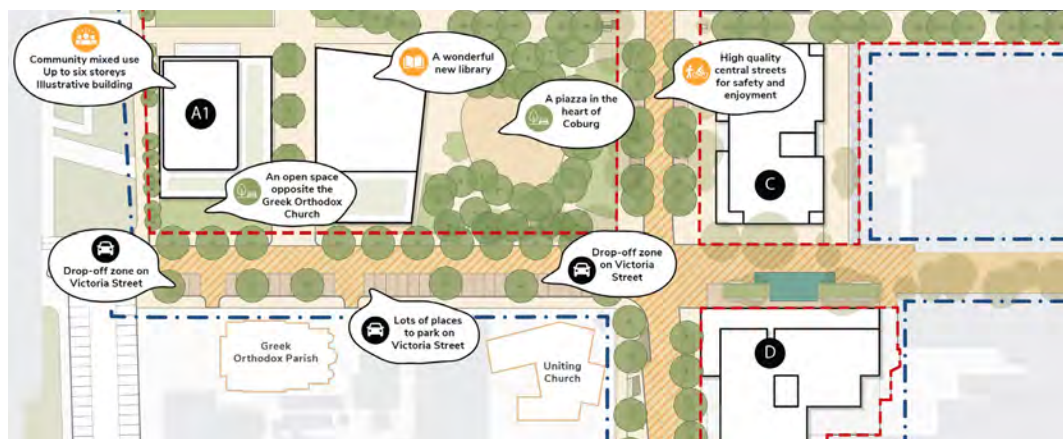 Community mixed use
Up to six storeys
Illustrative building
A1
A wonderful
new library
A piazza in the
heart of
Coburg
High quality
central streets
for safety and
enjoyment
C
An open space
opposite the
Greek Orthodox
Church
Drop-off zone on
Victoria Street
Drop-off zone
on Victoria
Street
Lots of places
to park on
Victoria Street
Greek
Orthodox Parish
Uniting
Church
D